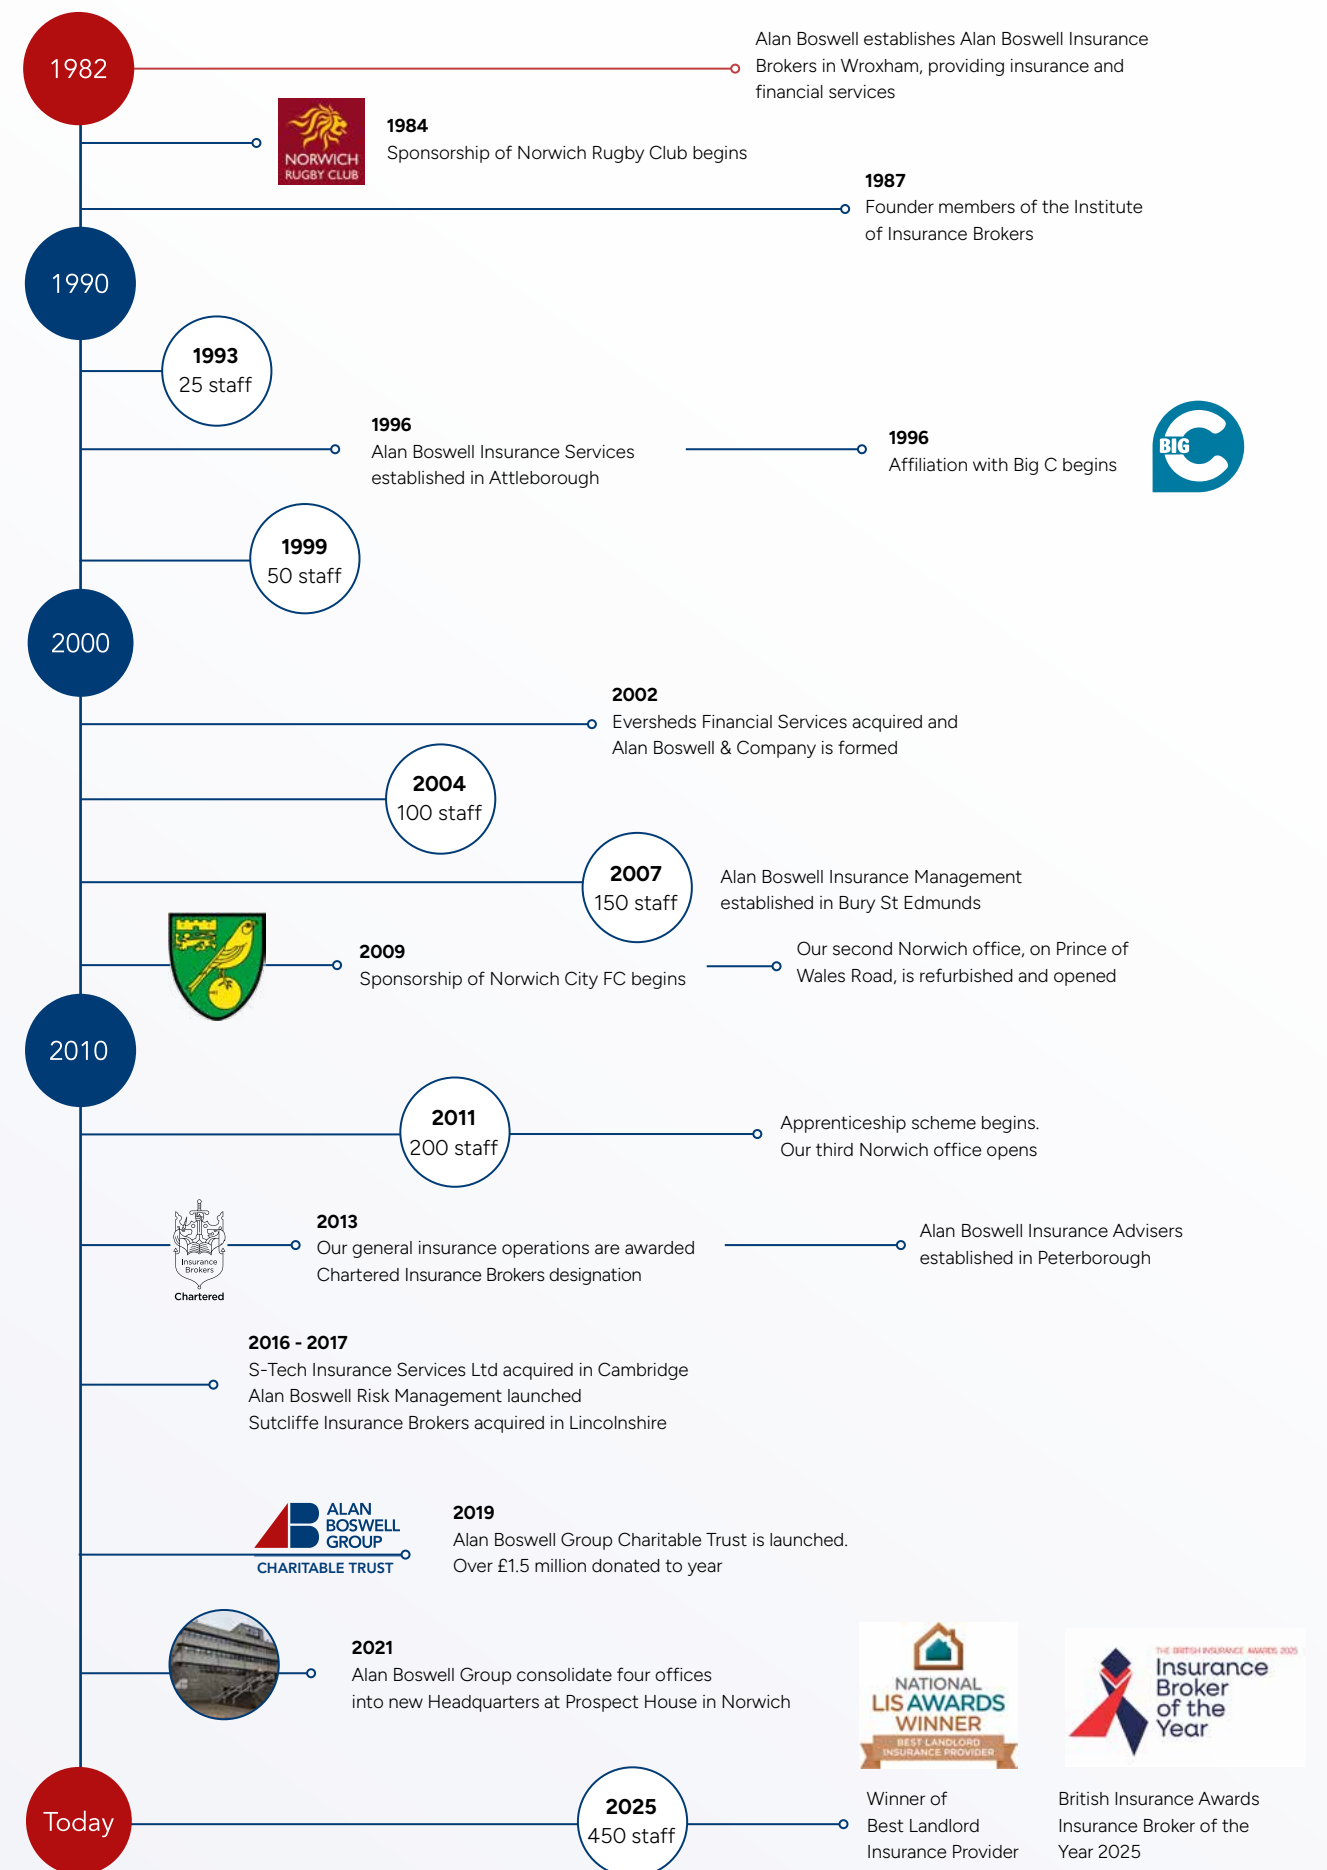 1982
Alan Boswell establishes Alan Boswell Insurance
Brokers in Wroxham, providing insurance and
financial services
NORWICH
RUGBY CLUB
1984
Sponsorship of Norwich Rugby Club begins
1987
Founder members of the Institute
of Insurance Brokers
1990
1993
25 staff
1996
Alan Boswell Insurance Services
established in Attleborough
1996
Affiliation with Big C begins
BIG
C
1999
50 staff
2000
2002
Eversheds Financial Services acquired and
Alan Boswell & Company is formed
2004
100 staff
2007
150 staff
Alan Boswell Insurance Management
established in Bury St Edmunds
2009
Sponsorship of Norwich City FC begins
Our second Norwich office, on Prince of
Wales Road, is refurbished and opened
2010
2011
200 staff
Apprenticeship scheme begins.
Our third Norwich office opens
Insurance
Brokers
Chartered
2013
Our general insurance operations are awarded
Chartered Insurance Brokers designation
Alan Boswell Insurance Advisers
established in Peterborough
2016 - 2017
S-Tech Insurance Services Ltd acquired in Cambridge
Alan Boswell Risk Management launched
Sutcliffe Insurance Brokers acquired in Lincolnshire
ALAN
BOSWELL
GROUP
CHARITABLE TRUST
2019
Alan Boswell Group Charitable Trust is launched.
Over £1.5 million donated to year
2021
Alan Boswell Group consolidate four offices
into new Headquarters at Prospect House in Norwich
NATIONAL
LIS AWARDS
WINNER
BEST LANDLORD
INSURANCE PROVIDER
THE BRITISH INSURANCE AWARDS 2025
Insurance
Broker
of the
Year
Today
2025
450 staff
Winner of
Best Landlord
Insurance Provider
British Insurance Awards
Insurance Broker of the
Year 2025